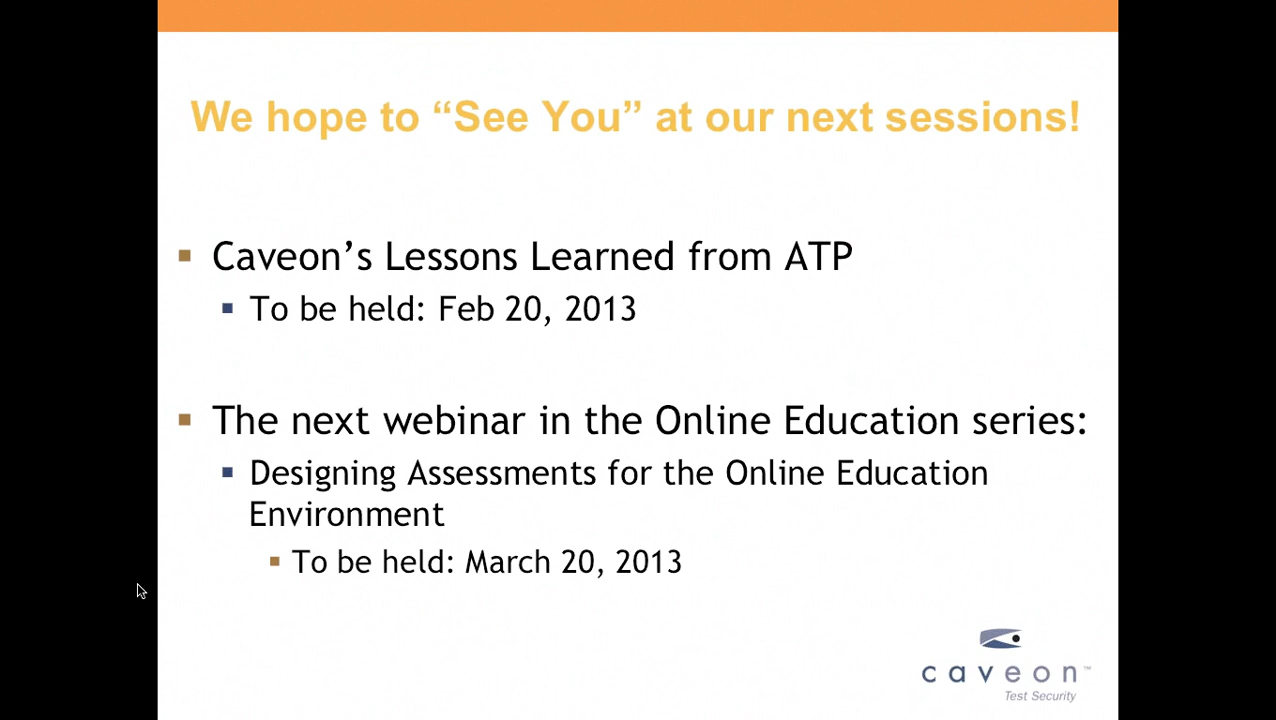 We hope to “See You” at our next sessions!
Caveon’s Lessons Learned from ATP
To be held: Feb 20, 2013
The next webinar in the Online Education series:
Designing Assessments for the Online Education
Environment
To be held: March 20, 2013
caveon™
Test Security